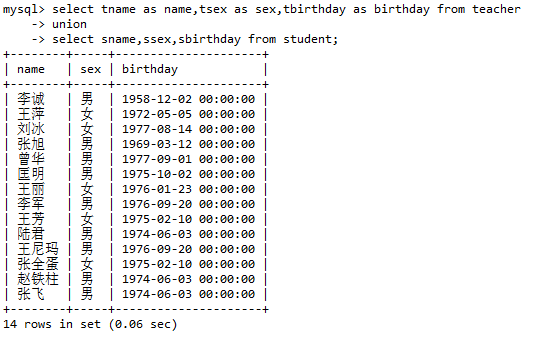 mysql> select tname as name,tsex as sex,tbirthday as birthday from teacher
    -> union
    -> select sname,ssex,sbirthday from student;
+--------+-----+---------------------+
| name   | sex | birthday            |
+--------+-----+---------------------+
| 李诚   | 男  | 1958-12-02 00:00:00 |
| 王萍   | 女  | 1972-05-05 00:00:00 |
| 刘冰   | 女  | 1977-08-14 00:00:00 |
| 张旭   | 男  | 1969-03-12 00:00:00 |
| 曾华   | 男  | 1977-09-01 00:00:00 |
| 匡明   | 男  | 1975-10-02 00:00:00 |
| 王丽   | 女  | 1976-01-23 00:00:00 |
| 李军   | 男  | 1976-09-20 00:00:00 |
| 王芳   | 女  | 1975-02-10 00:00:00 |
| 陆君   | 男  | 1974-06-03 00:00:00 |
| 王尼玛 | 男  | 1976-09-20 00:00:00 |
| 张全蛋 | 女  | 1975-02-10 00:00:00 |
| 赵铁柱 | 男  | 1974-06-03 00:00:00 |
| 张飞   | 男  | 1974-06-03 00:00:00 |
+--------+-----+---------------------+
14 rows in set (0.06 sec)